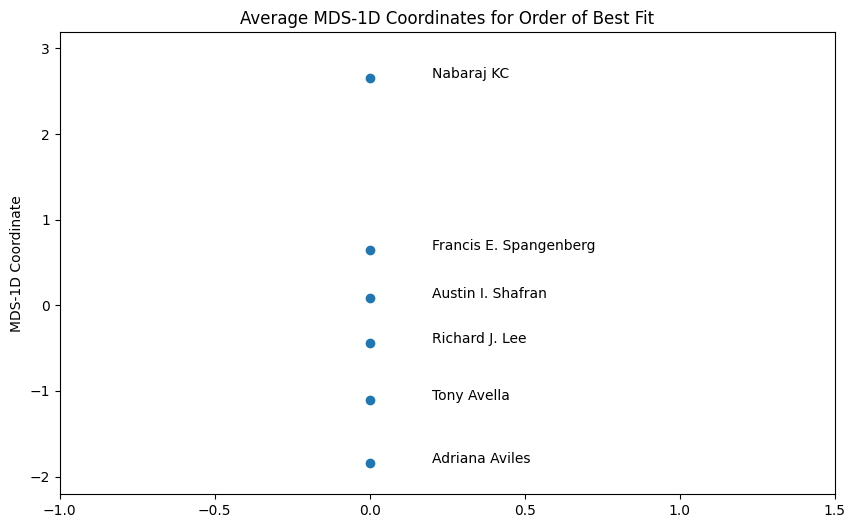 Average MDS-1D Coordinates for Order of Best Fit
MDS-1D Coordinate
3
2
1
0
−1
−2
Nabaraj KC
Francis E. Spangenberg
Austin I. Shafran
Richard J. Lee
Tony Avella
Adriana Aviles
−1.0
−0.5
0.0
0.5
1.0
1.5